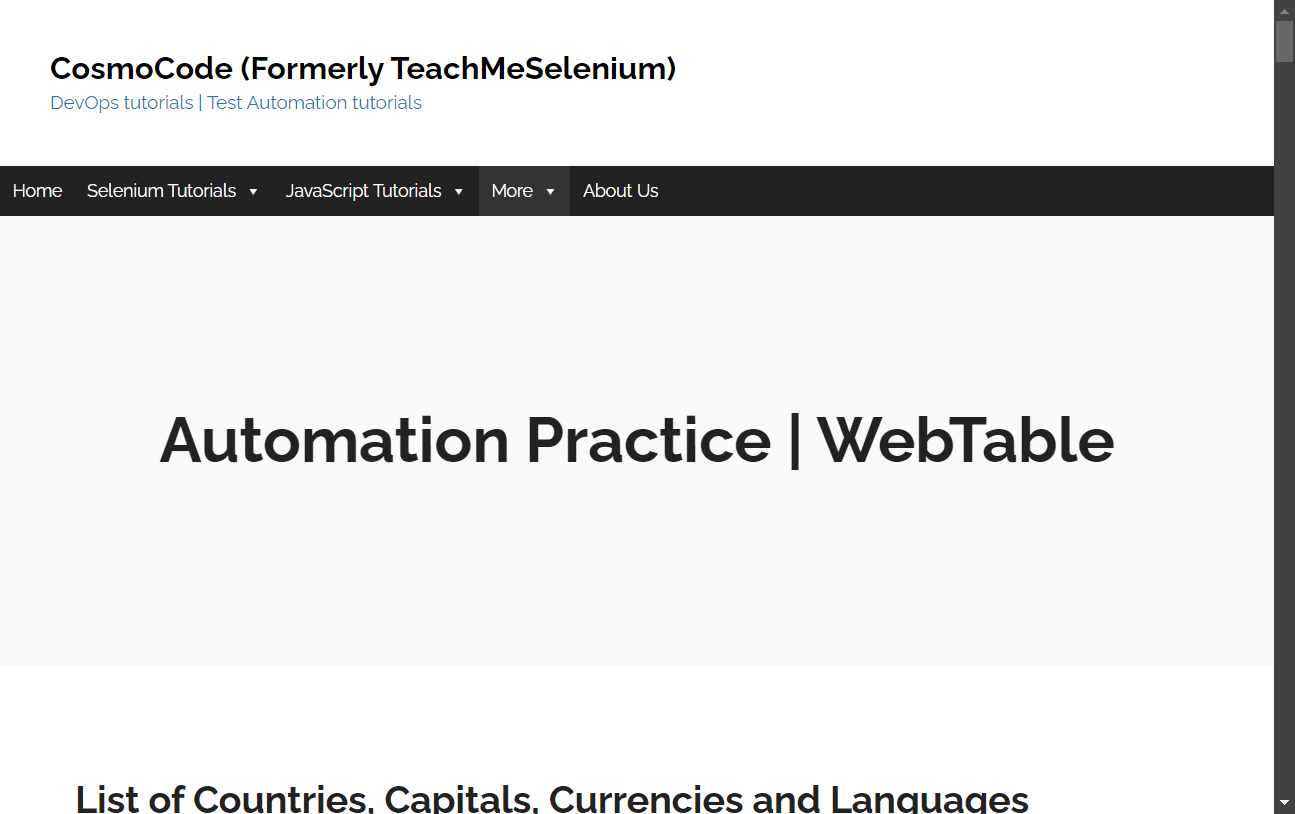 CosmoCode (Formerly TeachMeSelenium)
DevOps tutorials | Test Automation tutorials
Home Selenium Tutorials JavaScript Tutorials More About Us
Automation Practice | WebTable
List of Countries, Capitals, Currencies and Languages